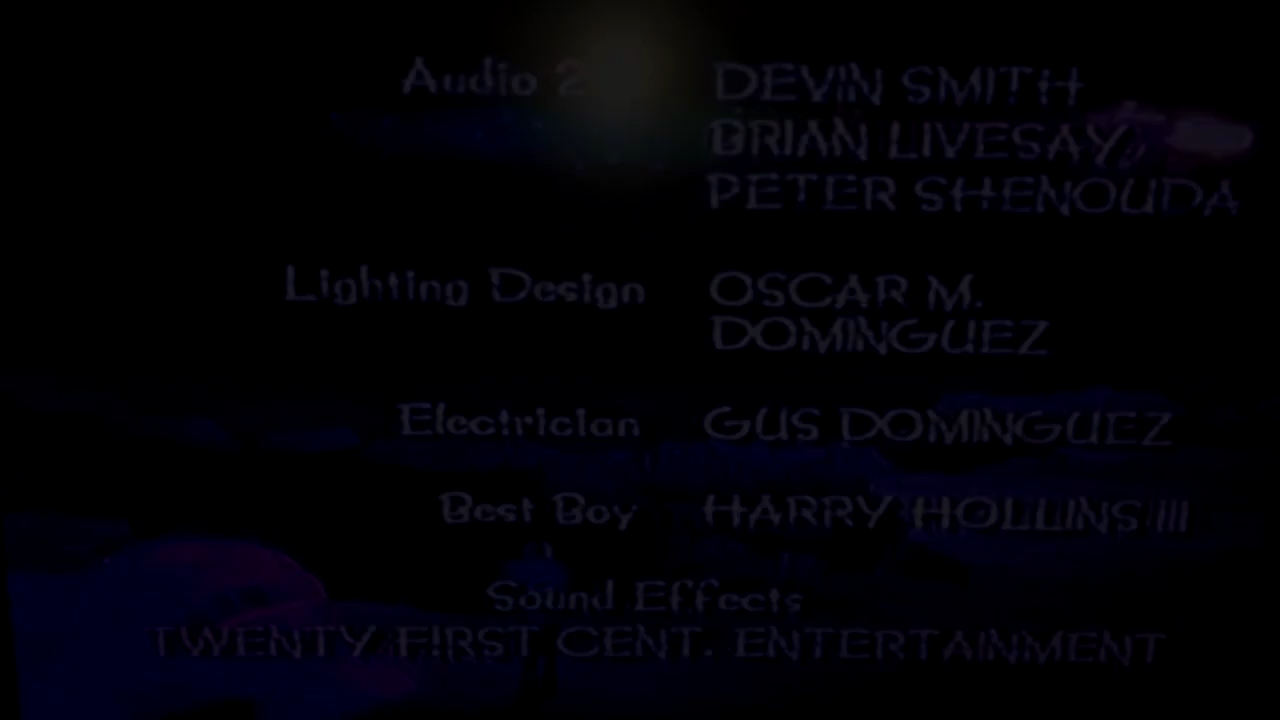 Audio 2 DEVIN SMITH
BRIAN LIVESAY
PETER SHENOUDA
Lighting Design OSCAR M.
DOMINGUEZ
Electrician GUS DOMINGUEZ
Best Boy HARRY HOLLINS III
Sound Effects
TWENTY FIRST CENT. ENTERTAINMENT